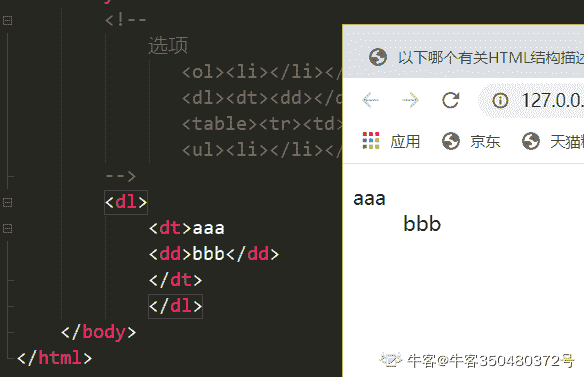 <!--
选项
<ol><li></li></
<dl><dt><dd></d
<table><tr><td>
<ul><li></li></
-->
<dl>
<dt>aaa
<dd>bbb</dd>
</dt>
</dl>
</body>
</html>
以下哪个有关HTML结构描述
127.0.0.
应用
京东
天猫
aaa
bbb
牛客@牛客350480372号